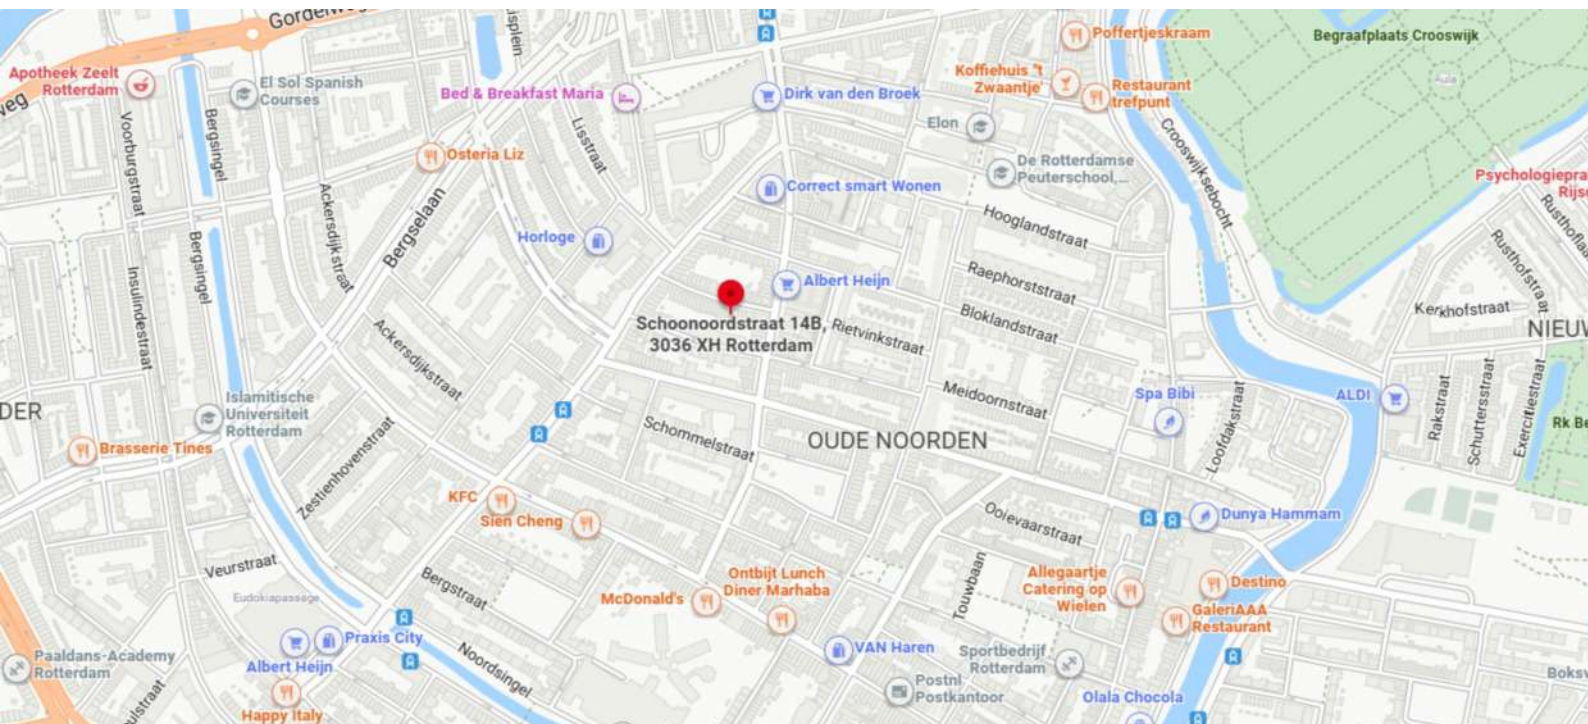 Gordelweg
Begraafplaats Crooswijk
Poffertjeskraam
Apotheek Zeelt
Rotterdam
El Sol Spanish
Courses
Koffiehuis 't
Zwaantje'
Restaurant
trefpunt
Aula
Bed & Breakfast Maria
Dirk van den Broek
Elon
Voorburgstraat
Bergsingel
Lisstraat
Osteria Liz
Crooswijksebocht
De Rotterdamse
Peuterschool,...
Correct smart Wonen
Ackersdijkstraat
Bergselaan
Hooglandstraat
Horloge
Bergsingel
Insulindestraat
Albert Heijn
Raephorststraat
Rusthofstraat
Kerkhofstraat
Bloklandstraat
Schoonoordstraat 14B,
3036 XH Rotterdam
Rietvinkstraat
Ackersdijkstraat
Meidoornstraat
Spa Bibi
ALDI
Islamitische
Universiteit
Rotterdam
Schommelstraat
OUDE NOORDEN
Loofdakstraat
Rakstraat
Schuttersstraat
Exercitiestraat
Brasserie Tines
Zestienhovenstraat
KFC
Sien Cheng
Ooievaarstraat
Dunya Hammam
Veurstraat
Eudokiapassage
Bergstraat
Ontbijt Lunch
Diner Marhaba
McDonald's
Touwbaan
Allegaartje
Catering op
Wielen
Destino
GaleriAAA
Restaurant
Praxis City
Albert Heijn
VAN Haren
Paaldans-Academy
Rotterdam
Noordsingel
Sportbedrijf
Rotterdam
Postnl
Postkantoor
Happy Italy
Olala Chocola